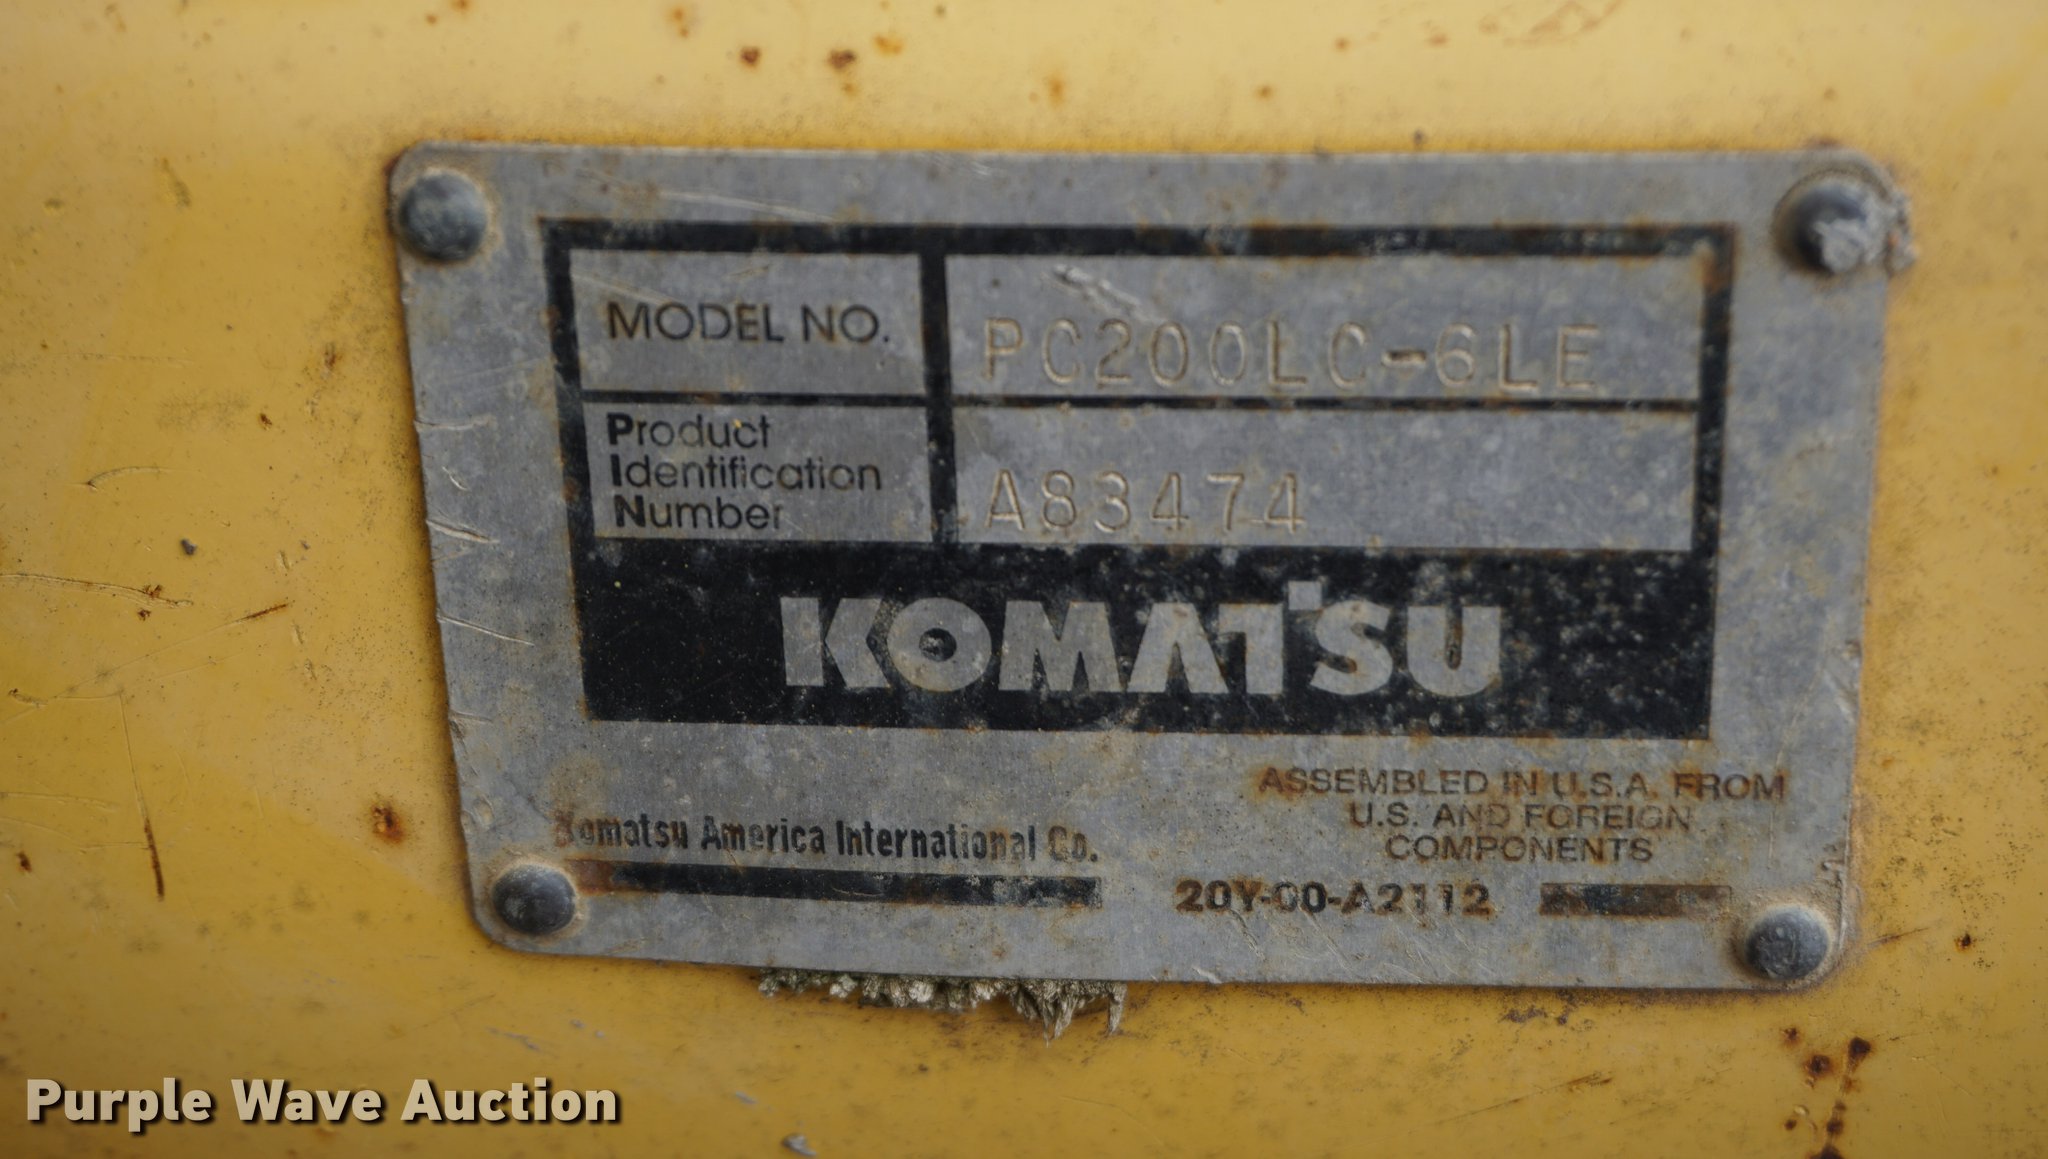 MODEL NO.
PC200LC-6LE
Product
Identification
Number
A83474
KOMATSU
ASSEMBLED IN U.S.A. FROM
U.S. AND FOREIGN
COMPONENTS
Komatsu America International Co.
20Y-00-A2112
Purple Wave Auction